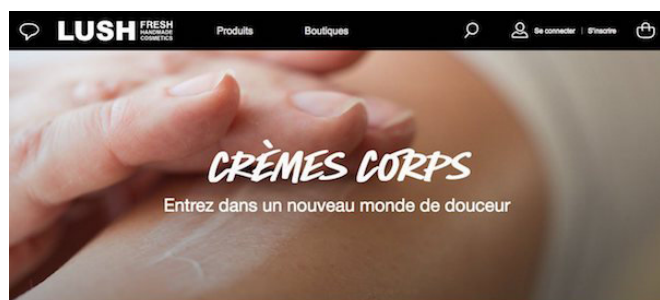 LUSH FRESH HANDMADE COSMETICS Produits Boutiques Se connecter | S'inscrire
CRÈMES CORPS
Entrez dans un nouveau monde de douceur